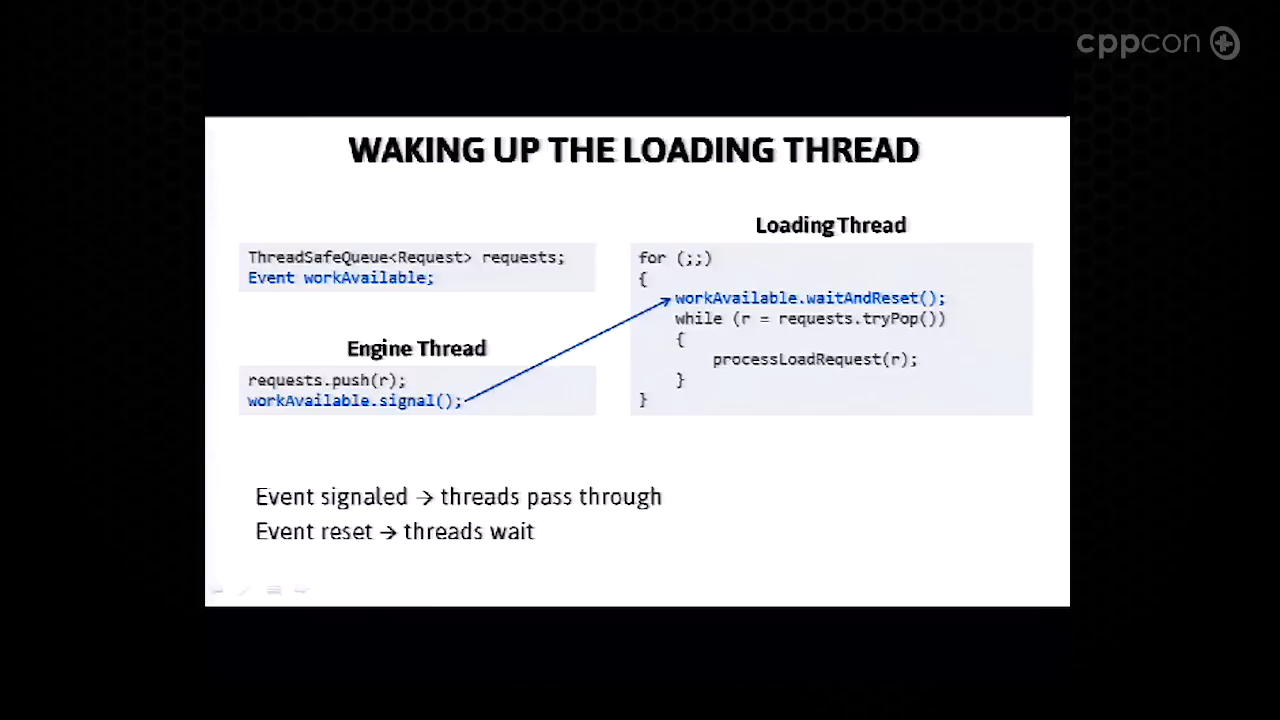 cppcon
WAKING UP THE LOADING THREAD
ThreadSafeQueue<Request> requests;
Event workAvailable;
Engine Thread
requests.push(r);
workAvailable.signal();
Loading Thread
for (;;)
{
workAvailable.waitAndReset();
while (r = requests.tryPop())
{
processLoadRequest(r);
}
}
Event signaled → threads pass through
Event reset → threads wait